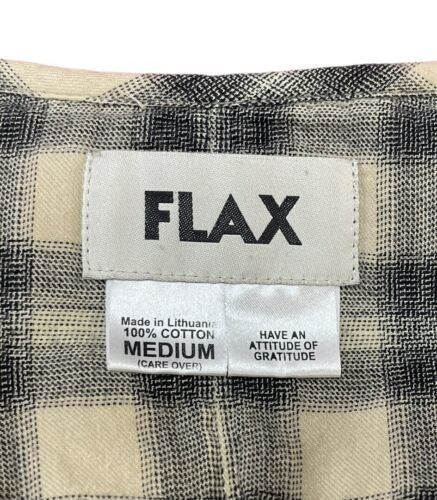 FLAX
Made in Lithuania
100% COTTON
MEDIUM
(CARE OVER)
HAVE AN
ATTITUDE OF
GRATITUDE